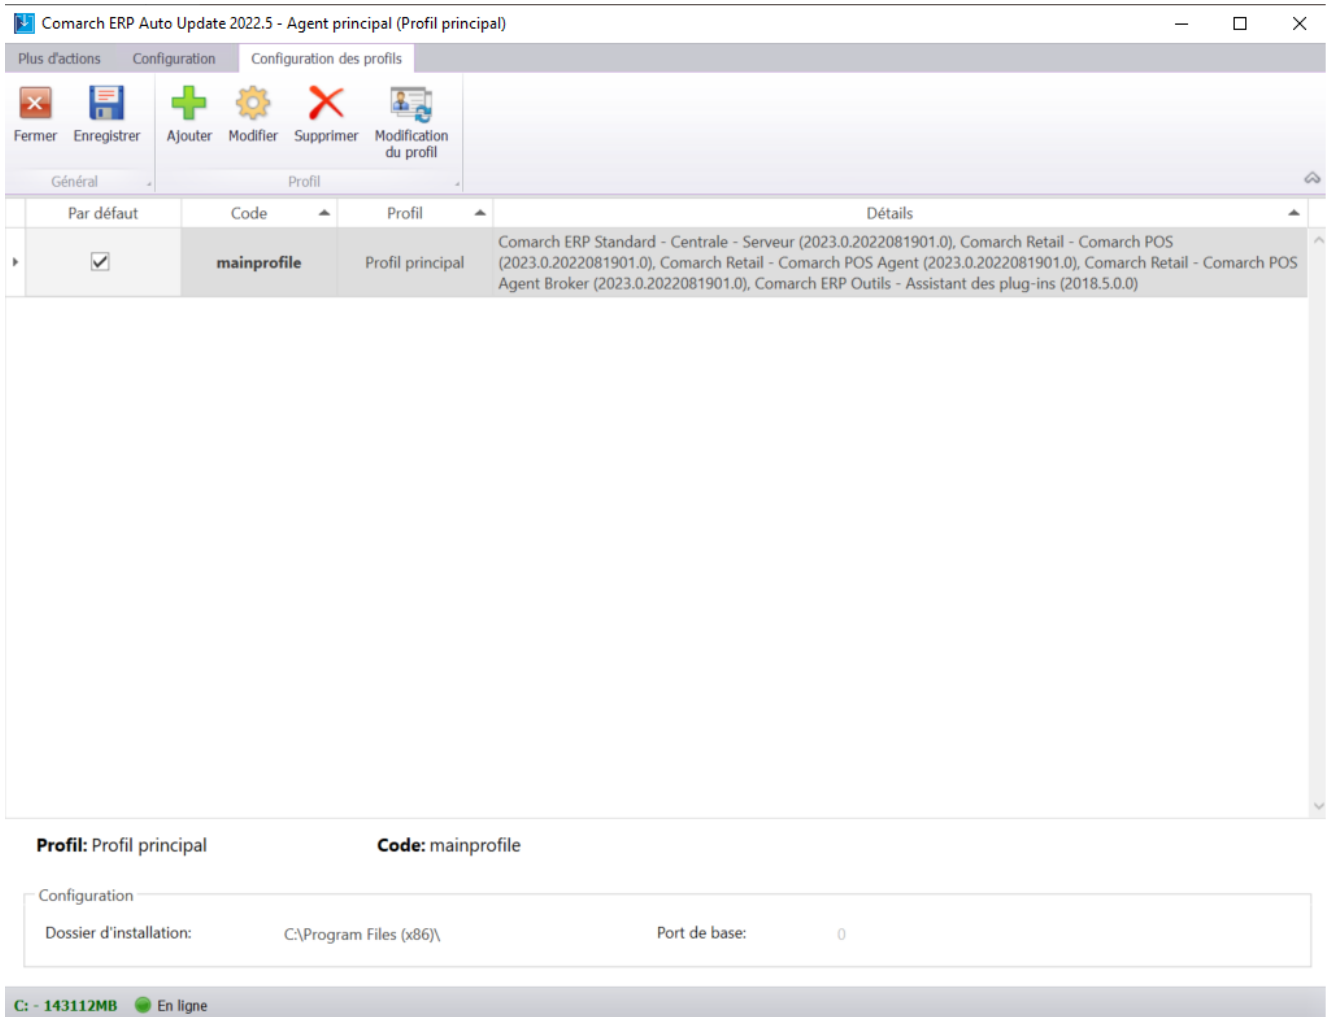 Comarch ERP Auto Update 2022.5 - Agent principal (Profil principal)
Plus d'actions Configuration Configuration des profils
Fermer Enregistrer Ajouter Modifier Supprimer Modification
du profil
Général Profil
Par défaut Code Profil Détails
Comarch ERP Standard - Centrale - Serveur (2023.0.2022081901.0), Comarch Retail - Comarch POS
mainprofile Profil principal (2023.0.2022081901.0), Comarch Retail - Comarch POS Agent (2023.0.2022081901.0), Comarch Retail - Comarch POS
Agent Broker (2023.0.2022081901.0), Comarch ERP Outils - Assistant des plug-ins (2018.5.0.0)
Profil: Profil principal Code: mainprofile
Configuration
Dossier d'installation: C:\Program Files (x86)\ Port de base: 0
C: - 143112MB En ligne